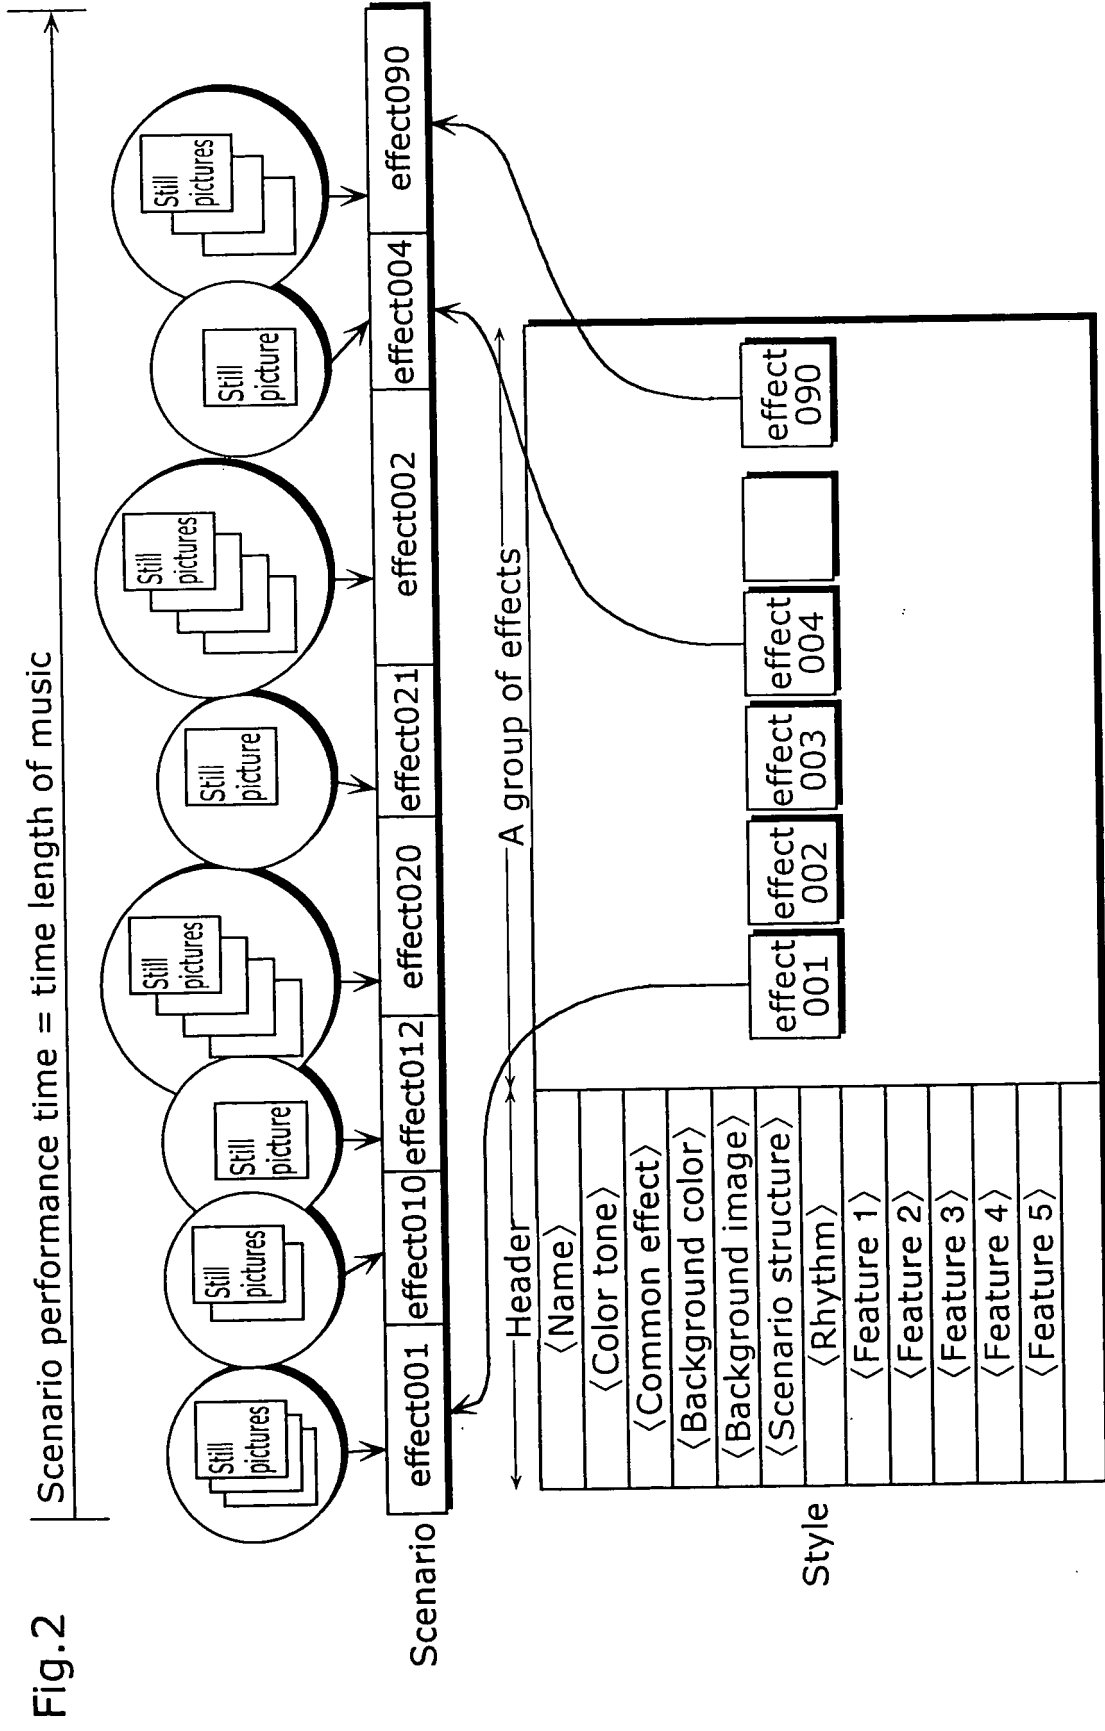 Fig.2
Scenario performance time = time length of music
Still
pictures
Still
pictures
Still
picture
Still
pictures
Still
picture
Still
pictures
Still
picture
Still
pictures
Scenario
effect001
effect010
effect012
effect020
effect021
effect002
effect004
effect090
Header
A group of effects
Style
〈Name〉
〈Color tone〉
〈Common effect〉
〈Background color〉
〈Background image〉
〈Scenario structure〉
〈Rhythm〉
〈Feature 1〉
〈Feature 2〉
〈Feature 3〉
〈Feature 4〉
〈Feature 5〉
effect
001
effect
002
effect
003
effect
004
effect
090